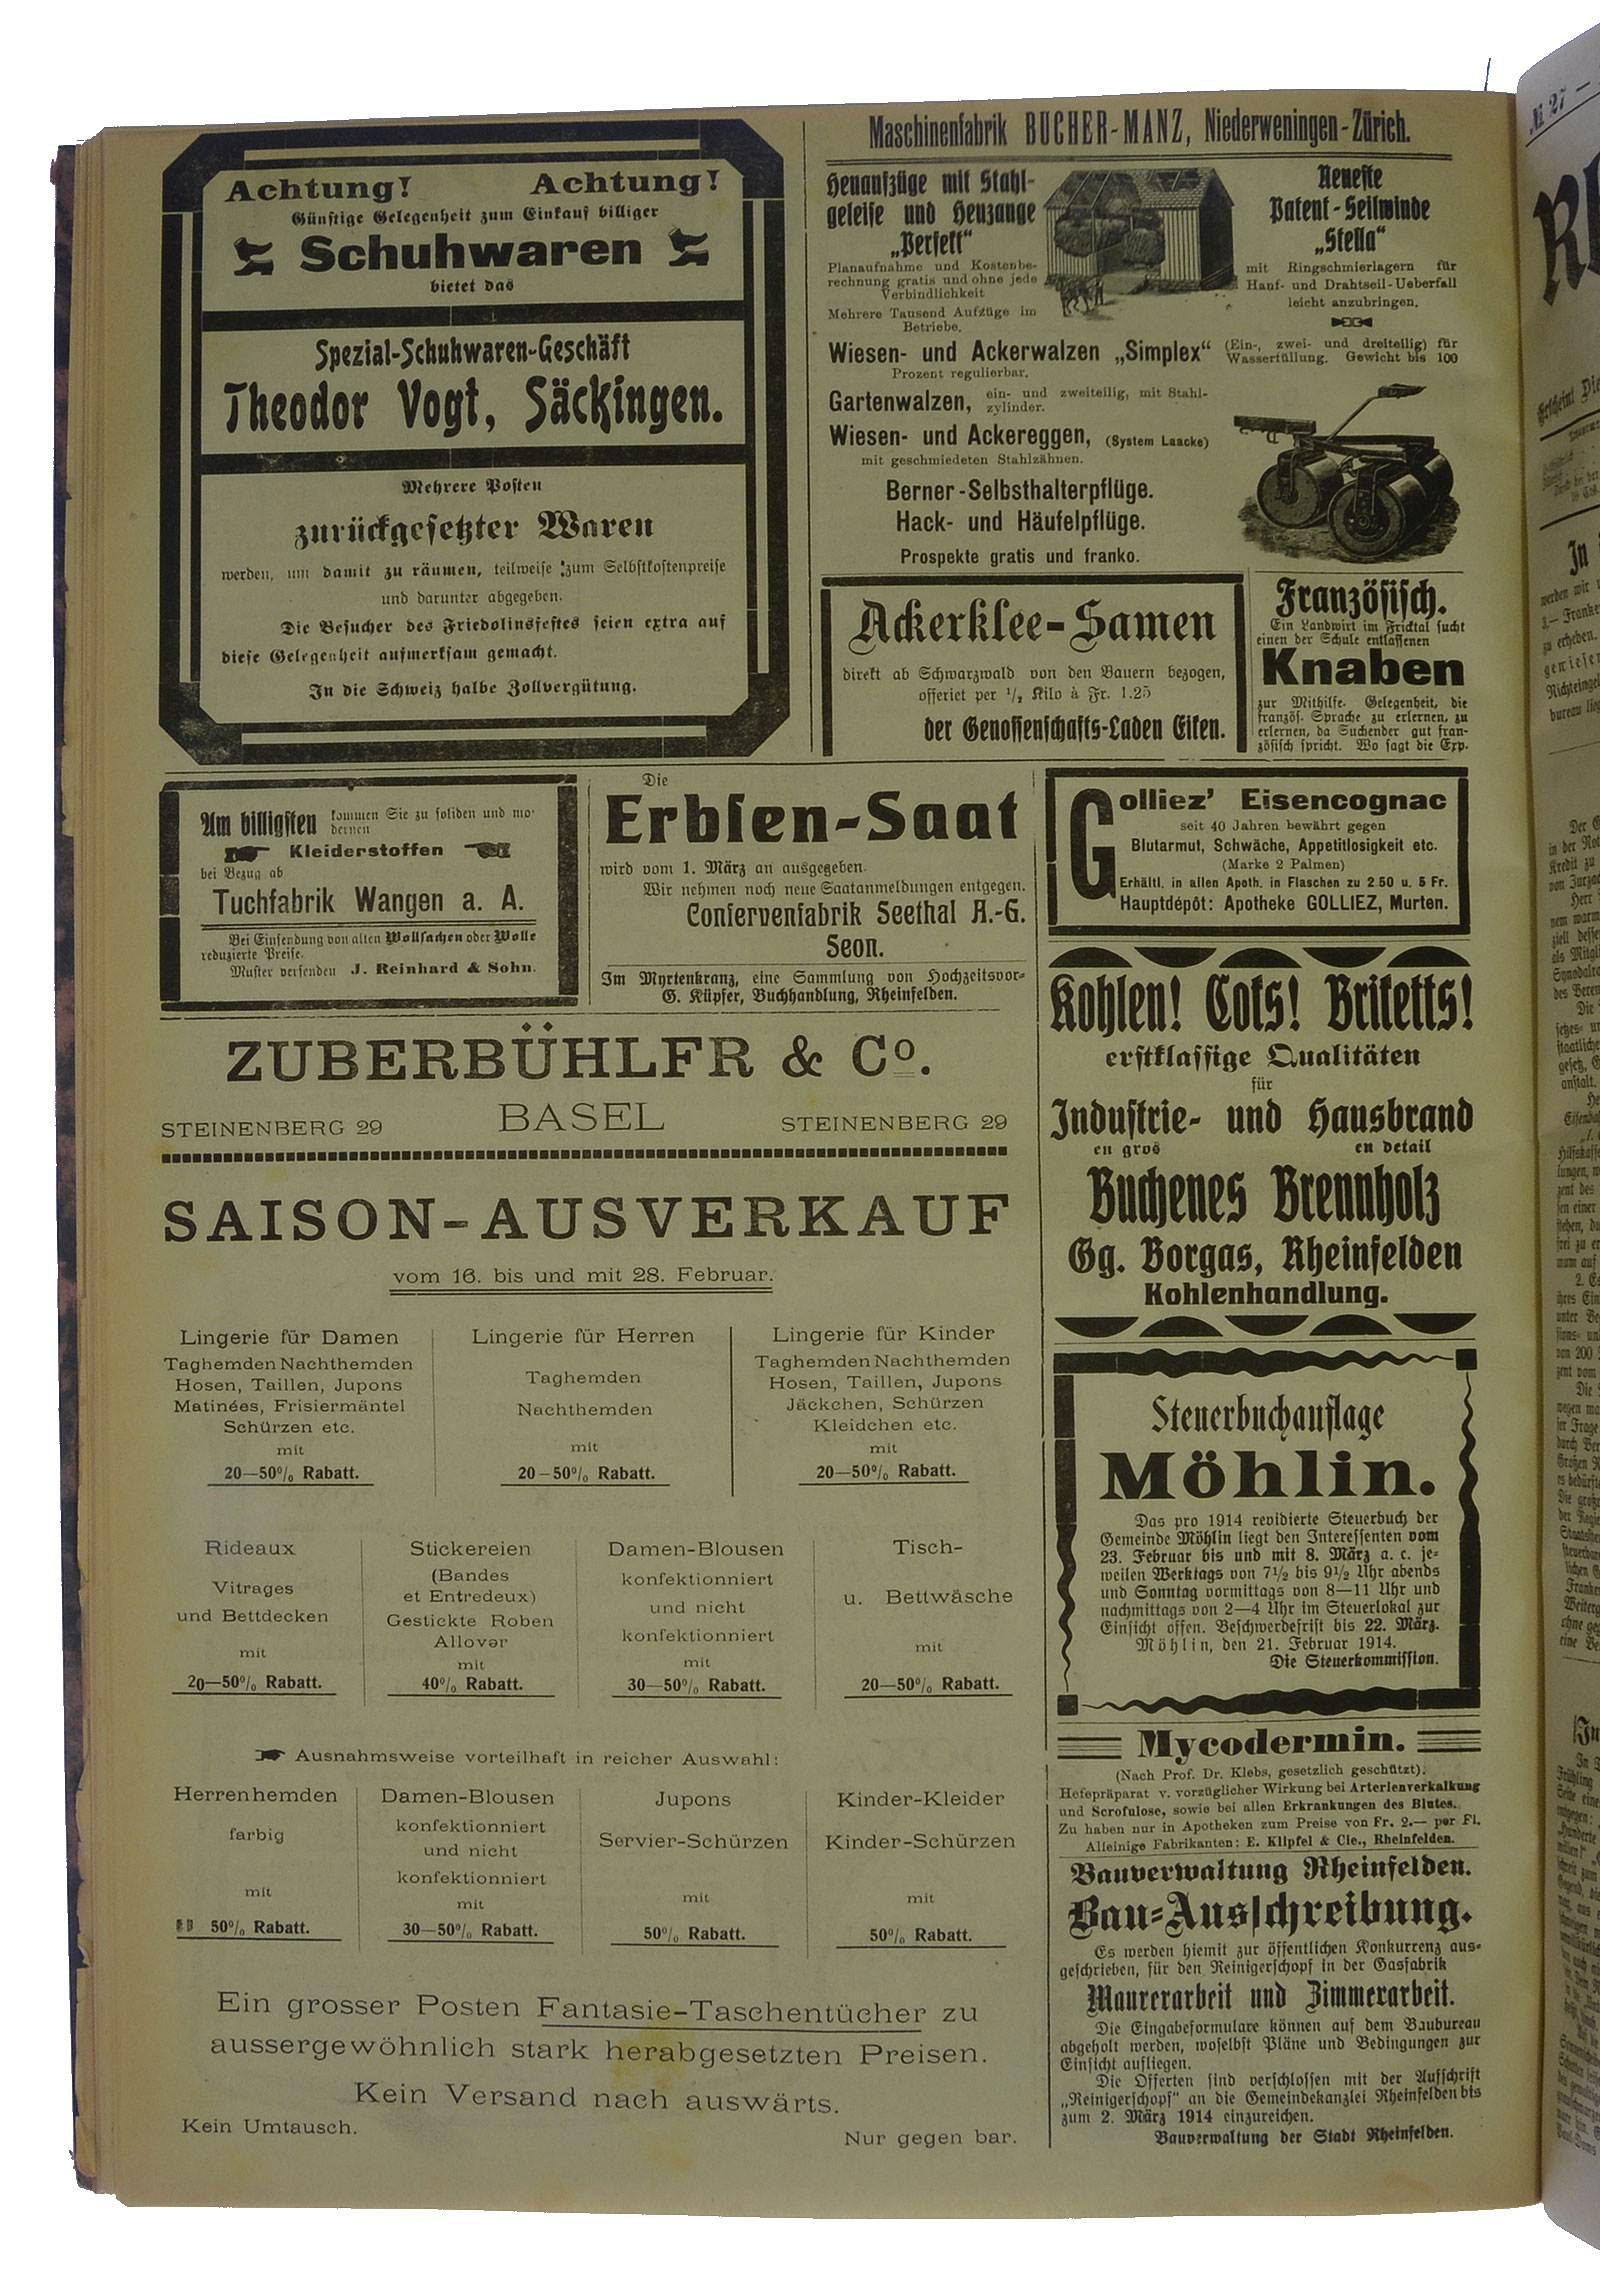 Achtung! Achtung!
Günstige Gelegenheit zum Einkauf billiger
Schuhwaren
bietet das
Spezial-Schuhwaren-Geschäft
Theodor Vogt, Säckingen.
Mehrere Posten
zurückgesetzter Waren
werden, um damit zu räumen, teilweise zum Selbstkostenpreise
und darunter abgegeben.
Die Besucher des Friedolinsfestes seien extra auf
diese Gelegenheit aufmerksam gemacht.
In die Schweiz halbe Zollvergütung.
Maschinenfabrik BUCHER-MANZ, Niederweningen-Zürich.
Heuaufzüge mit Stahl-
geleise und Heuzange
„Perfekt"
Planaufnahme und Kostenbe-
rechnung gratis und ohne jede
Verbindlichkeit
Mehrere Tausend Aufzüge im
Betriebe.
Neueste
Patent-Seilwinde
„Stella"
mit Ringschmierlagern für
Hanf- und Drahtseil-Ueberfall
leicht anzubringen.
Wiesen- und Ackerwalzen „Simplex" (Ein-, zwei- und dreiteilig) für
Wasserfüllung. Gewicht bis 100
Prozent regulierbar.
Gartenwalzen, ein- und zweiteilig, mit Stahl-
zylinder.
Wiesen- und Ackereggen, (System Laacke)
mit geschmiedeten Stahlzähnen.
Berner-Selbsthalterpflüge.
Hack- und Häufelpflüge.
Prospekte gratis und franko.
Ackerklee-Samen
direkt ab Schwarzwald von den Bauern bezogen,
offeriet per 1/2 Kilo à Fr. 1.25
der Genossenschafts-Laden Eiken.
Französisch.
Ein Landwirt im Fricktal sucht
einen der Schule entlassenen
Knaben
zur Mithilfe. Gelegenheit, die
französ. Sprache zu erlernen, zu
erlernen, da Suchender gut fran-
zösisch spricht. Wo sagt die Exp.
Am billigsten kommen Sie zu soliden und mo-
dernen
Kleiderstoffen
bei Bezug ab
Tuchfabrik Wangen a. A.
Bei Einsendung von alten Wollsachen oder Wolle
reduzierte Preise.
Muster versenden J. Reinhard & Sohn.
Die
Erbsen-Saat
wird vom 1. März an ausgegeben.
Wir nehmen noch neue Saatanmeldungen entgegen.
Conservenfabrik Seethal A.-G.
Seon.
Im Myrtenkranz, eine Sammlung von Hochzeitsvor-
G. Küpfer, Buchhandlung, Rheinfelden.
Golliez' Eisencognac
seit 40 Jahren bewährt gegen
Blutarmut, Schwäche, Appetitlosigkeit etc.
(Marke 2 Palmen)
Erhältl. in allen Apoth. in Flaschen zu 2.50 u. 5 Fr.
Hauptdépôt: Apotheke GOLLIEZ, Murten.
ZUBERBÜHLFR & Co.
STEINENBERG 29 BASEL STEINENBERG 29
SAISON-AUSVERKAUF
vom 16. bis und mit 28. Februar.
Lingerie für Damen
Taghemden Nachthemden
Hosen, Taillen, Jupons
Matinées, Frisiermäntel
Schürzen etc.
mit
20—50% Rabatt.
Lingerie für Herren
Taghemden
Nachthemden
mit
20—50% Rabatt.
Lingerie für Kinder
Taghemden Nachthemden
Hosen, Taillen, Jupons
Jäckchen, Schürzen
Kleidchen etc.
mit
20—50% Rabatt.
Rideaux
Vitrages
und Bettdecken
mit
20—50% Rabatt.
Stickereien
(Bandes
et Entredeux)
Gestickte Roben
Allover
mit
40% Rabatt.
Damen-Blousen
konfektionniert
und nicht
konfektionniert
mit
30—50% Rabatt.
Tisch-
u. Bettwäsche
mit
20—50% Rabatt.
Ausnahmsweise vorteilhaft in reicher Auswahl:
Herrenhemden
farbig
mit
50% Rabatt.
Damen-Blousen
konfektionniert
und nicht
konfektionniert
mit
30—50% Rabatt.
Jupons
Servier-Schürzen
mit
50% Rabatt.
Kinder-Kleider
Kinder-Schürzen
mit
50% Rabatt.
Ein grosser Posten Fantasie-Taschentücher zu
aussergewöhnlich stark herabgesetzten Preisen.
Kein Versand nach auswärts.
Kein Umtausch. Nur gegen bar.
Kohlen! Coks! Briketts!
erstklassige Qualitäten
für
Industrie- und Hausbrand
en gros en detail
Buchenes Brennholz
Gg. Borgas, Rheinfelden
Kohlenhandlung.
Steuerbuchauflage
Möhlin.
Das pro 1914 revidierte Steuerbuch der
Gemeinde Möhlin liegt den Interessenten vom
23. Februar bis und mit 8. März a. c. je-
weilen Werktags von 7½ bis 9½ Uhr abends
und Sonntag vormittags von 8—11 Uhr und
nachmittags von 2—4 Uhr im Steuerlokal zur
Einsicht offen. Beschwerdefrist bis 22. März.
Möhlin, den 21. Februar 1914.
Die Steuerkommission.
Mycodermin.
(Nach Prof. Dr. Klebs, gesetzlich geschützt).
Hefepräparat v. vorzüglicher Wirkung bei Arterienverkalkung
und Scrofulose, sowie bei allen Erkrankungen des Blutes.
Zu haben nur in Apotheken zum Preise von Fr. 2.— per Fl.
Alleinige Fabrikanten: E. Klipfel & Cie., Rheinfelden.
Bauverwaltung Rheinfelden.
Bau-Ausschreibung.
Es werden hiemit zur öffentlichen Konkurrenz aus-
geschrieben, für den Reinigerschopf in der Gasfabrik
Maurerarbeit und Zimmerarbeit.
Die Eingabeformulare können auf dem Baubureau
abgeholt werden, woselbst Pläne und Bedingungen zur
Einsicht aufliegen.
Die Offerten sind verschlossen mit der Aufschrift
„Reinigerschopf" an die Gemeindekanzlei Rheinfelden bis
zum 2. März 1914 einzureichen.
Bauverwaltung der Stadt Rheinfelden.
№ 27 —